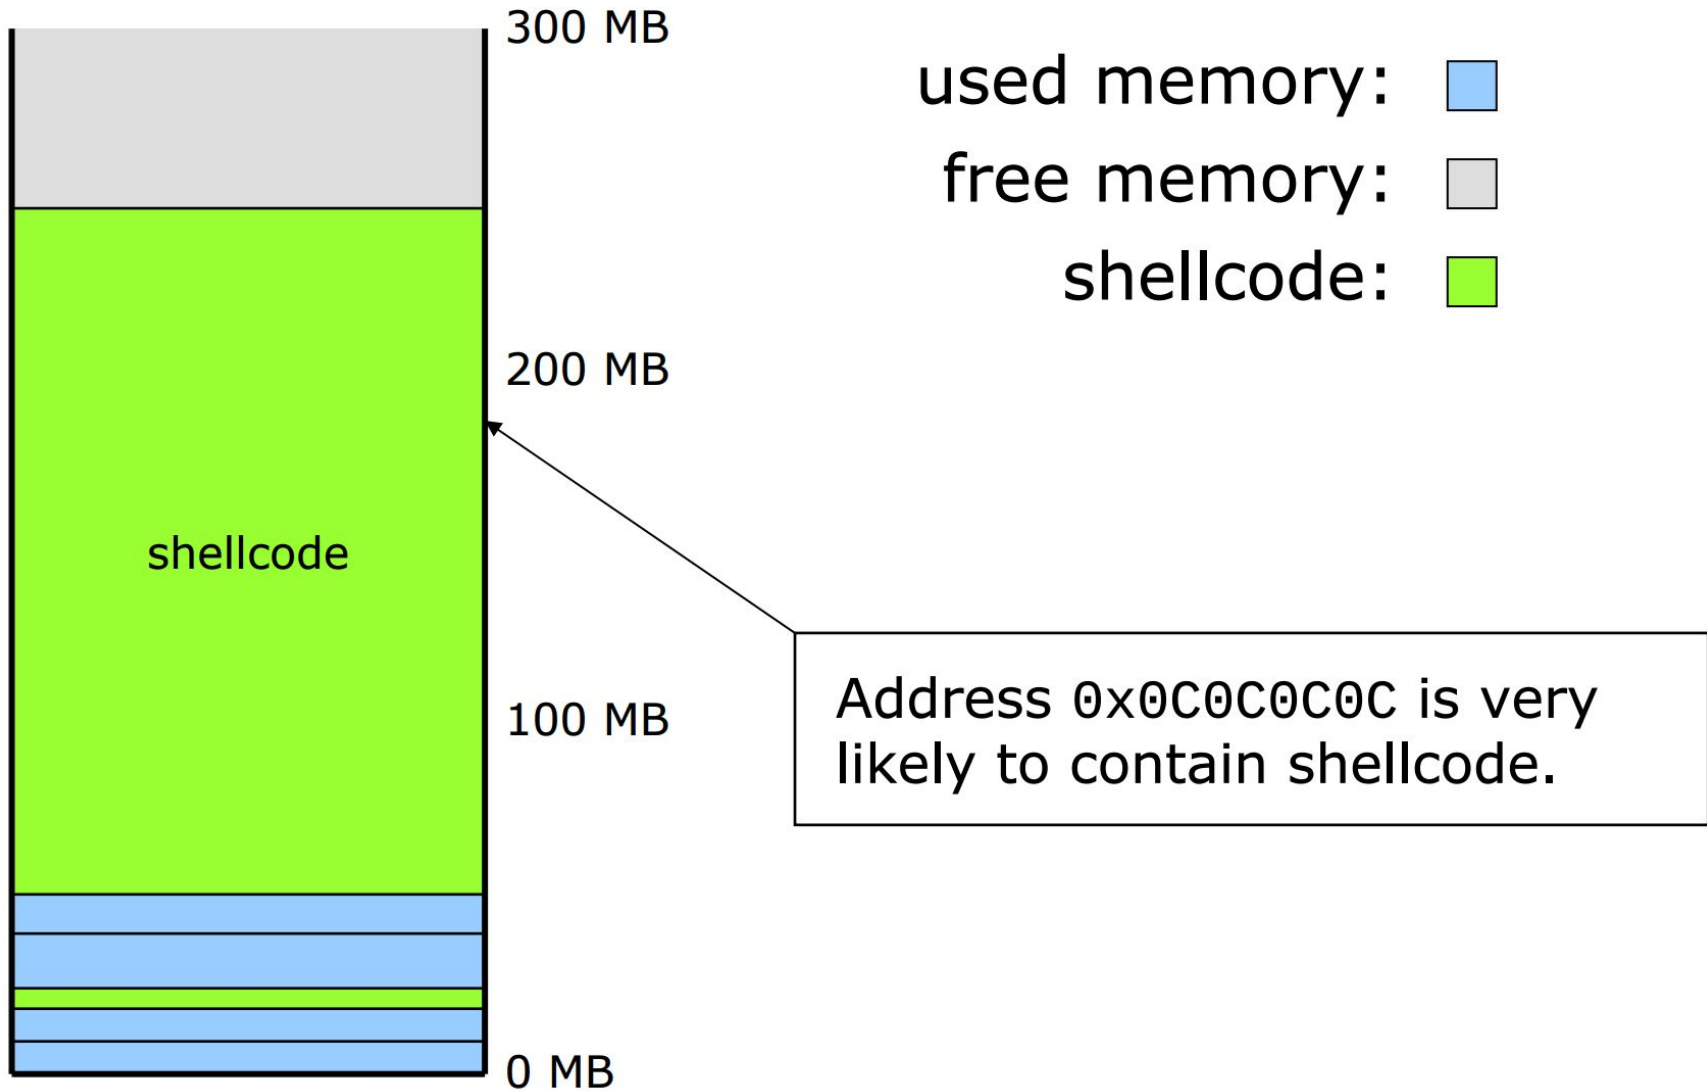 300 MB
used memory:
free memory:
shellcode:
200 MB
shellcode
Address 0x0C0C0C0C is very
likely to contain shellcode.
100 MB
0 MB